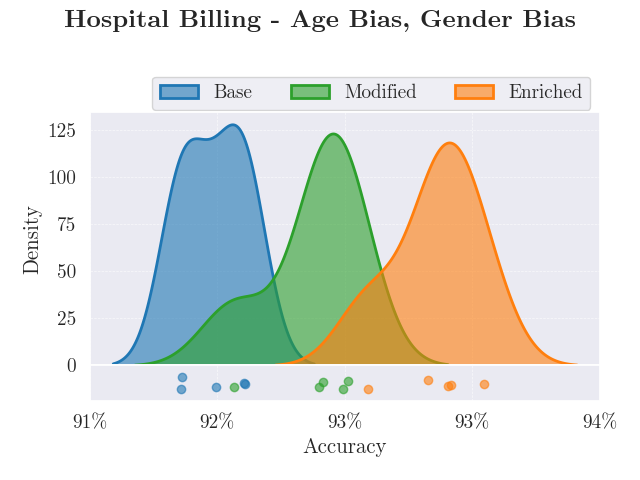 Hospital Billing - Age Bias, Gender Bias
Base Modified Enriched
125
100
75
50
25
0
Density
91% 92% 93% 93% 94%
Accuracy